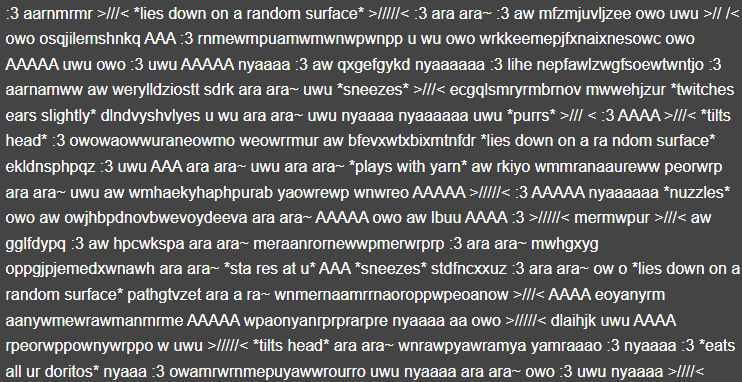 :3 aarnmrmr >///< *lies down on a random surface* >/////< :3 ara ara~ :3 aw mfzmjuvljzee owo uwu >// /<
owo osqjilemshnkq AAA :3 rnmewmpuamwmwnwpwnpp u wu owo wrkkeemepjfxnaixnesowc owo
AAAAA uwu owo :3 uwu AAAAA nyaaaa :3 aw qxgefgykd nyaaaaaa :3 lihe nepfawlzwgfsoewtwntjo :3
aarnamww aw werylldziostt sdrk ara ara~ uwu *sneezes* >///< ecgqlsmryrmbrnov mwwehjzur *twitches
ears slightly* dlndvyshvlyes u wu ara ara~ uwu nyaaaa nyaaaaaa uwu *purrs* >/// < :3 AAAA >///< *tilts
head* :3 owowaowwuraneowmo weowrrmur aw bfevxwtxbixmtnfdr *lies down on a ra ndom surface*
ekldnsphpqz :3 uwu AAA ara ara~ uwu ara ara~ *plays with yarn* aw rkiyo wmmranaaureww peorwrp
ara ara~ uwu aw wmhaekyhaphpurab yaowrewp wnwreo AAAAA >/////< :3 AAAAA nyaaaaaa *nuzzles*
owo aw owjhbpdnovbwevoydeeva ara ara~ AAAAA owo aw lbuu AAAA :3 >/////< mermwpur >///< aw
gglfdypq :3 aw hpcwkspa ara ara~ meraanrornewwpmerwrprp :3 ara ara~ mwhgxyg
oppgjpjemedxwnawh ara ara~ *sta res at u* AAA *sneezes* stdfncxxuz :3 ara ara~ ow o *lies down on a
random surface* pathgtvzet ara a ra~ wnmernaamrrnaoroppwpeoanow >///< AAAA eoyanyrm
aanywmewrawmanmrme AAAAA wpaonyanrprprarpre nyaaaa aa owo >/////< dlaihjk uwu AAAA
rpeorwppownywrppo w uwu >/////< *tilts head* ara ara~ wnrawpyawramya yamraaao :3 nyaaaa :3 *eats
all ur doritos* nyaaa :3 owamrwrnmepuyawwrourro uwu nyaaaa ara ara~ owo :3 uwu nyaaaa >////<